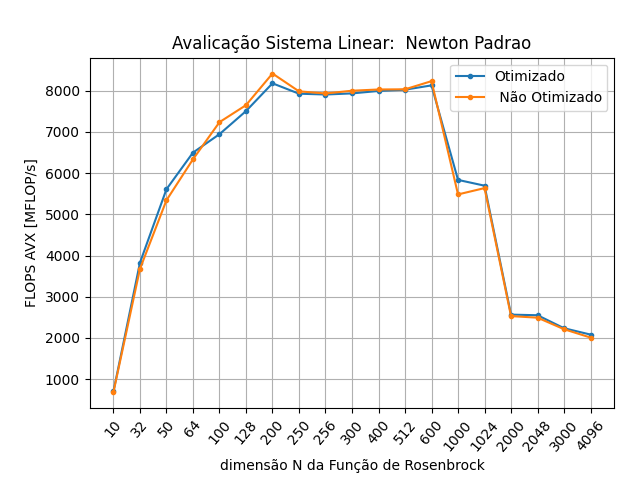 Avalicação Sistema Linear:  Newton Padrao
Otimizado
Não Otimizado
FLOPS AVX [MFLOP/s]
8000
7000
6000
5000
4000
3000
2000
1000
10 32 50 64 100 128 200 250 256 300 400 512 600 1000 1024 2000 2048 3000 4096
dimensão N da Função de Rosenbrock